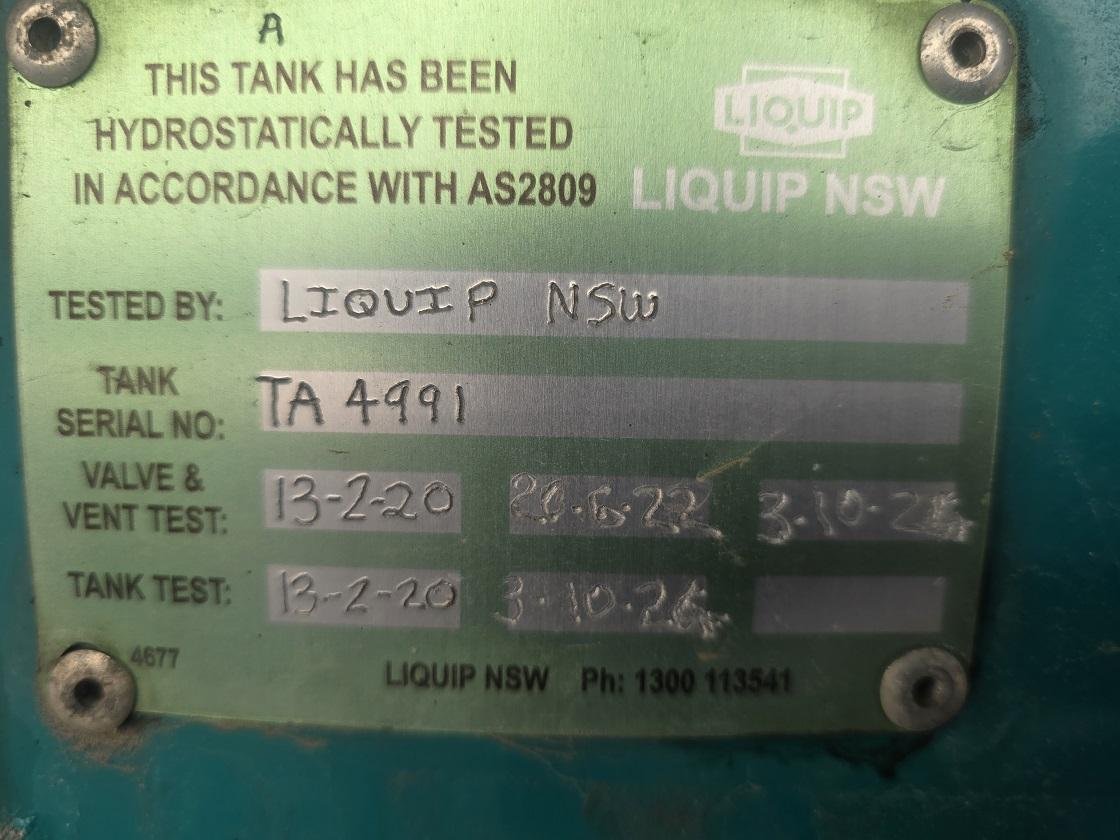 A
THIS TANK HAS BEEN
HYDROSTATICALLY TESTED
IN ACCORDANCE WITH AS2809
LIQUIP
LIQUIP NSW
TESTED BY: LIQUIP NSW
TANK
SERIAL NO: TA 4991
VALVE &
VENT TEST: 13-2-20
TANK TEST: 13-2-20
4677
LIQUIP NSW Ph: 1300 113541